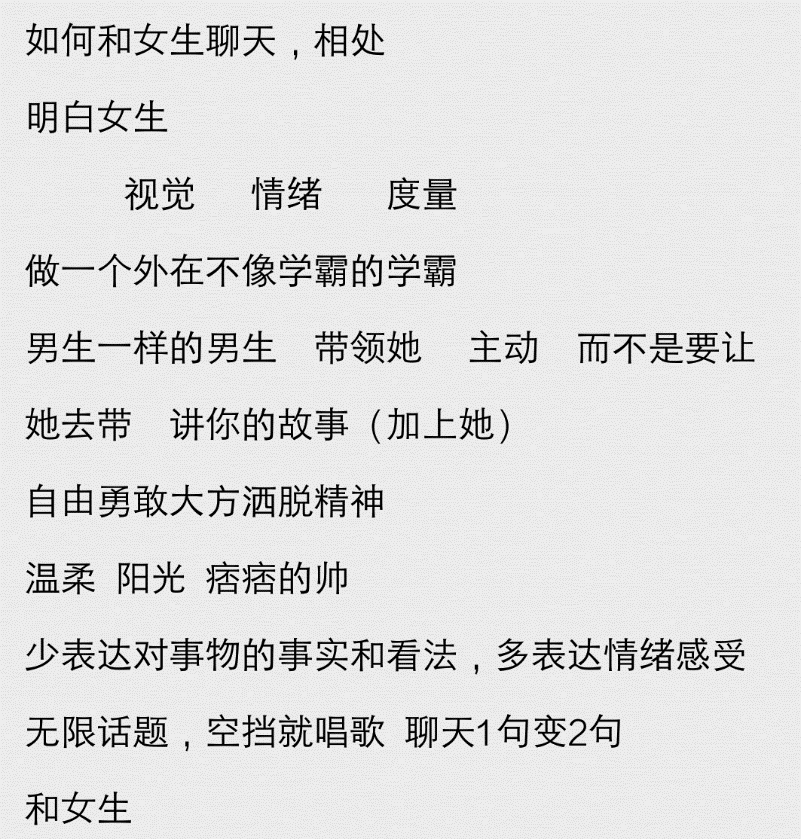 如何和女生聊天，相处
明白女生
视觉 情绪 度量
做一个外在不像学霸的学霸
男生一样的男生 带领她 主动 而不是要让
她去带 讲你的故事（加上她）
自由勇敢大方洒脱精神
温柔 阳光 痞痞的帅
少表达对事物的事实和看法，多表达情绪感受
无限话题，空挡就唱歌 聊天1句变2句
和女生